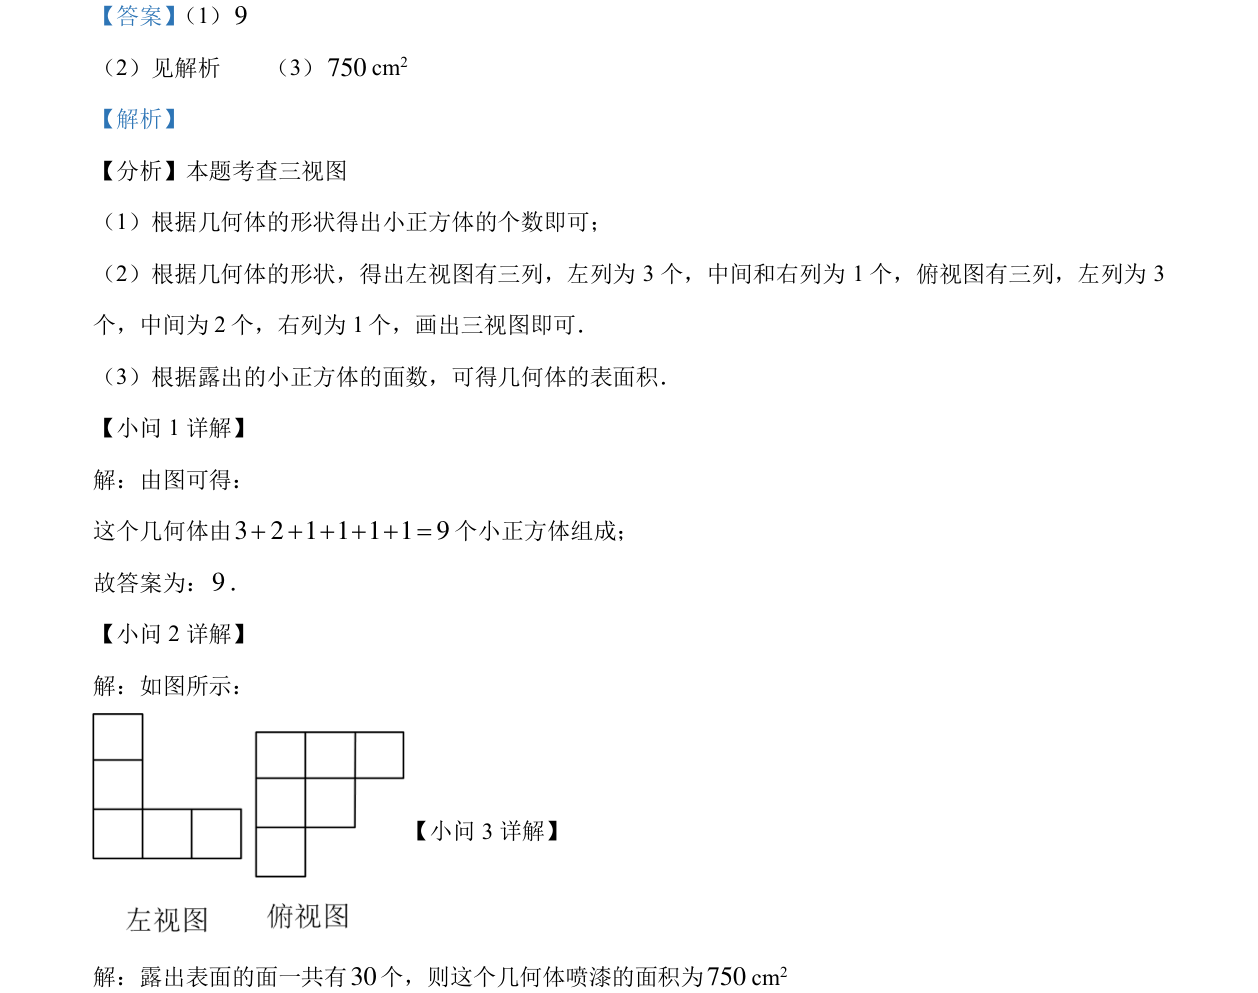 【答案】（1）9
（2）见解析 （3）750 cm²
【解析】
【分析】本题考查三视图
（1）根据几何体的形状得出小正方体的个数即可；
（2）根据几何体的形状，得出左视图有三列，左列为 3 个，中间和右列为 1 个，俯视图有三列，左列为 3
个，中间为 2 个，右列为 1 个，画出三视图即可．
（3）根据露出的小正方体的面数，可得几何体的表面积．
【小问 1 详解】
解：由图可得：
这个几何体由 3+2+1+1+1+1=9 个小正方体组成；
故答案为：9．
【小问 2 详解】
解：如图所示：
【小问 3 详解】
左视图 俯视图
解：露出表面的面一共有 30 个，则这个几何体喷漆的面积为 750 cm²